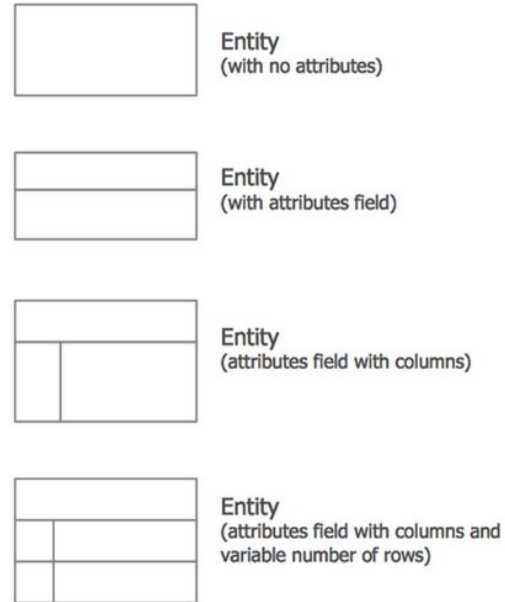 Entity
(with no attributes)
Entity
(with attributes field)
Entity
(attributes field with columns)
Entity
(attributes field with columns and
variable number of rows)